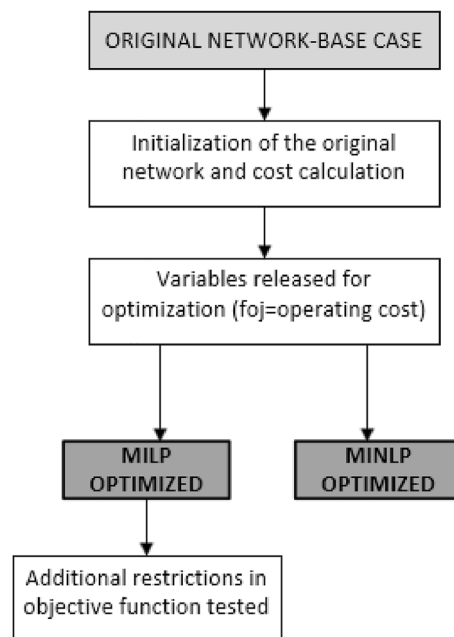 ORIGINAL NETWORK-BASE CASE
Initialization of the original
network and cost calculation
Variables released for
optimization (foj=operating cost)
MILP
OPTIMIZED
MINLP
OPTIMIZED
Additional restrictions in
objective function tested